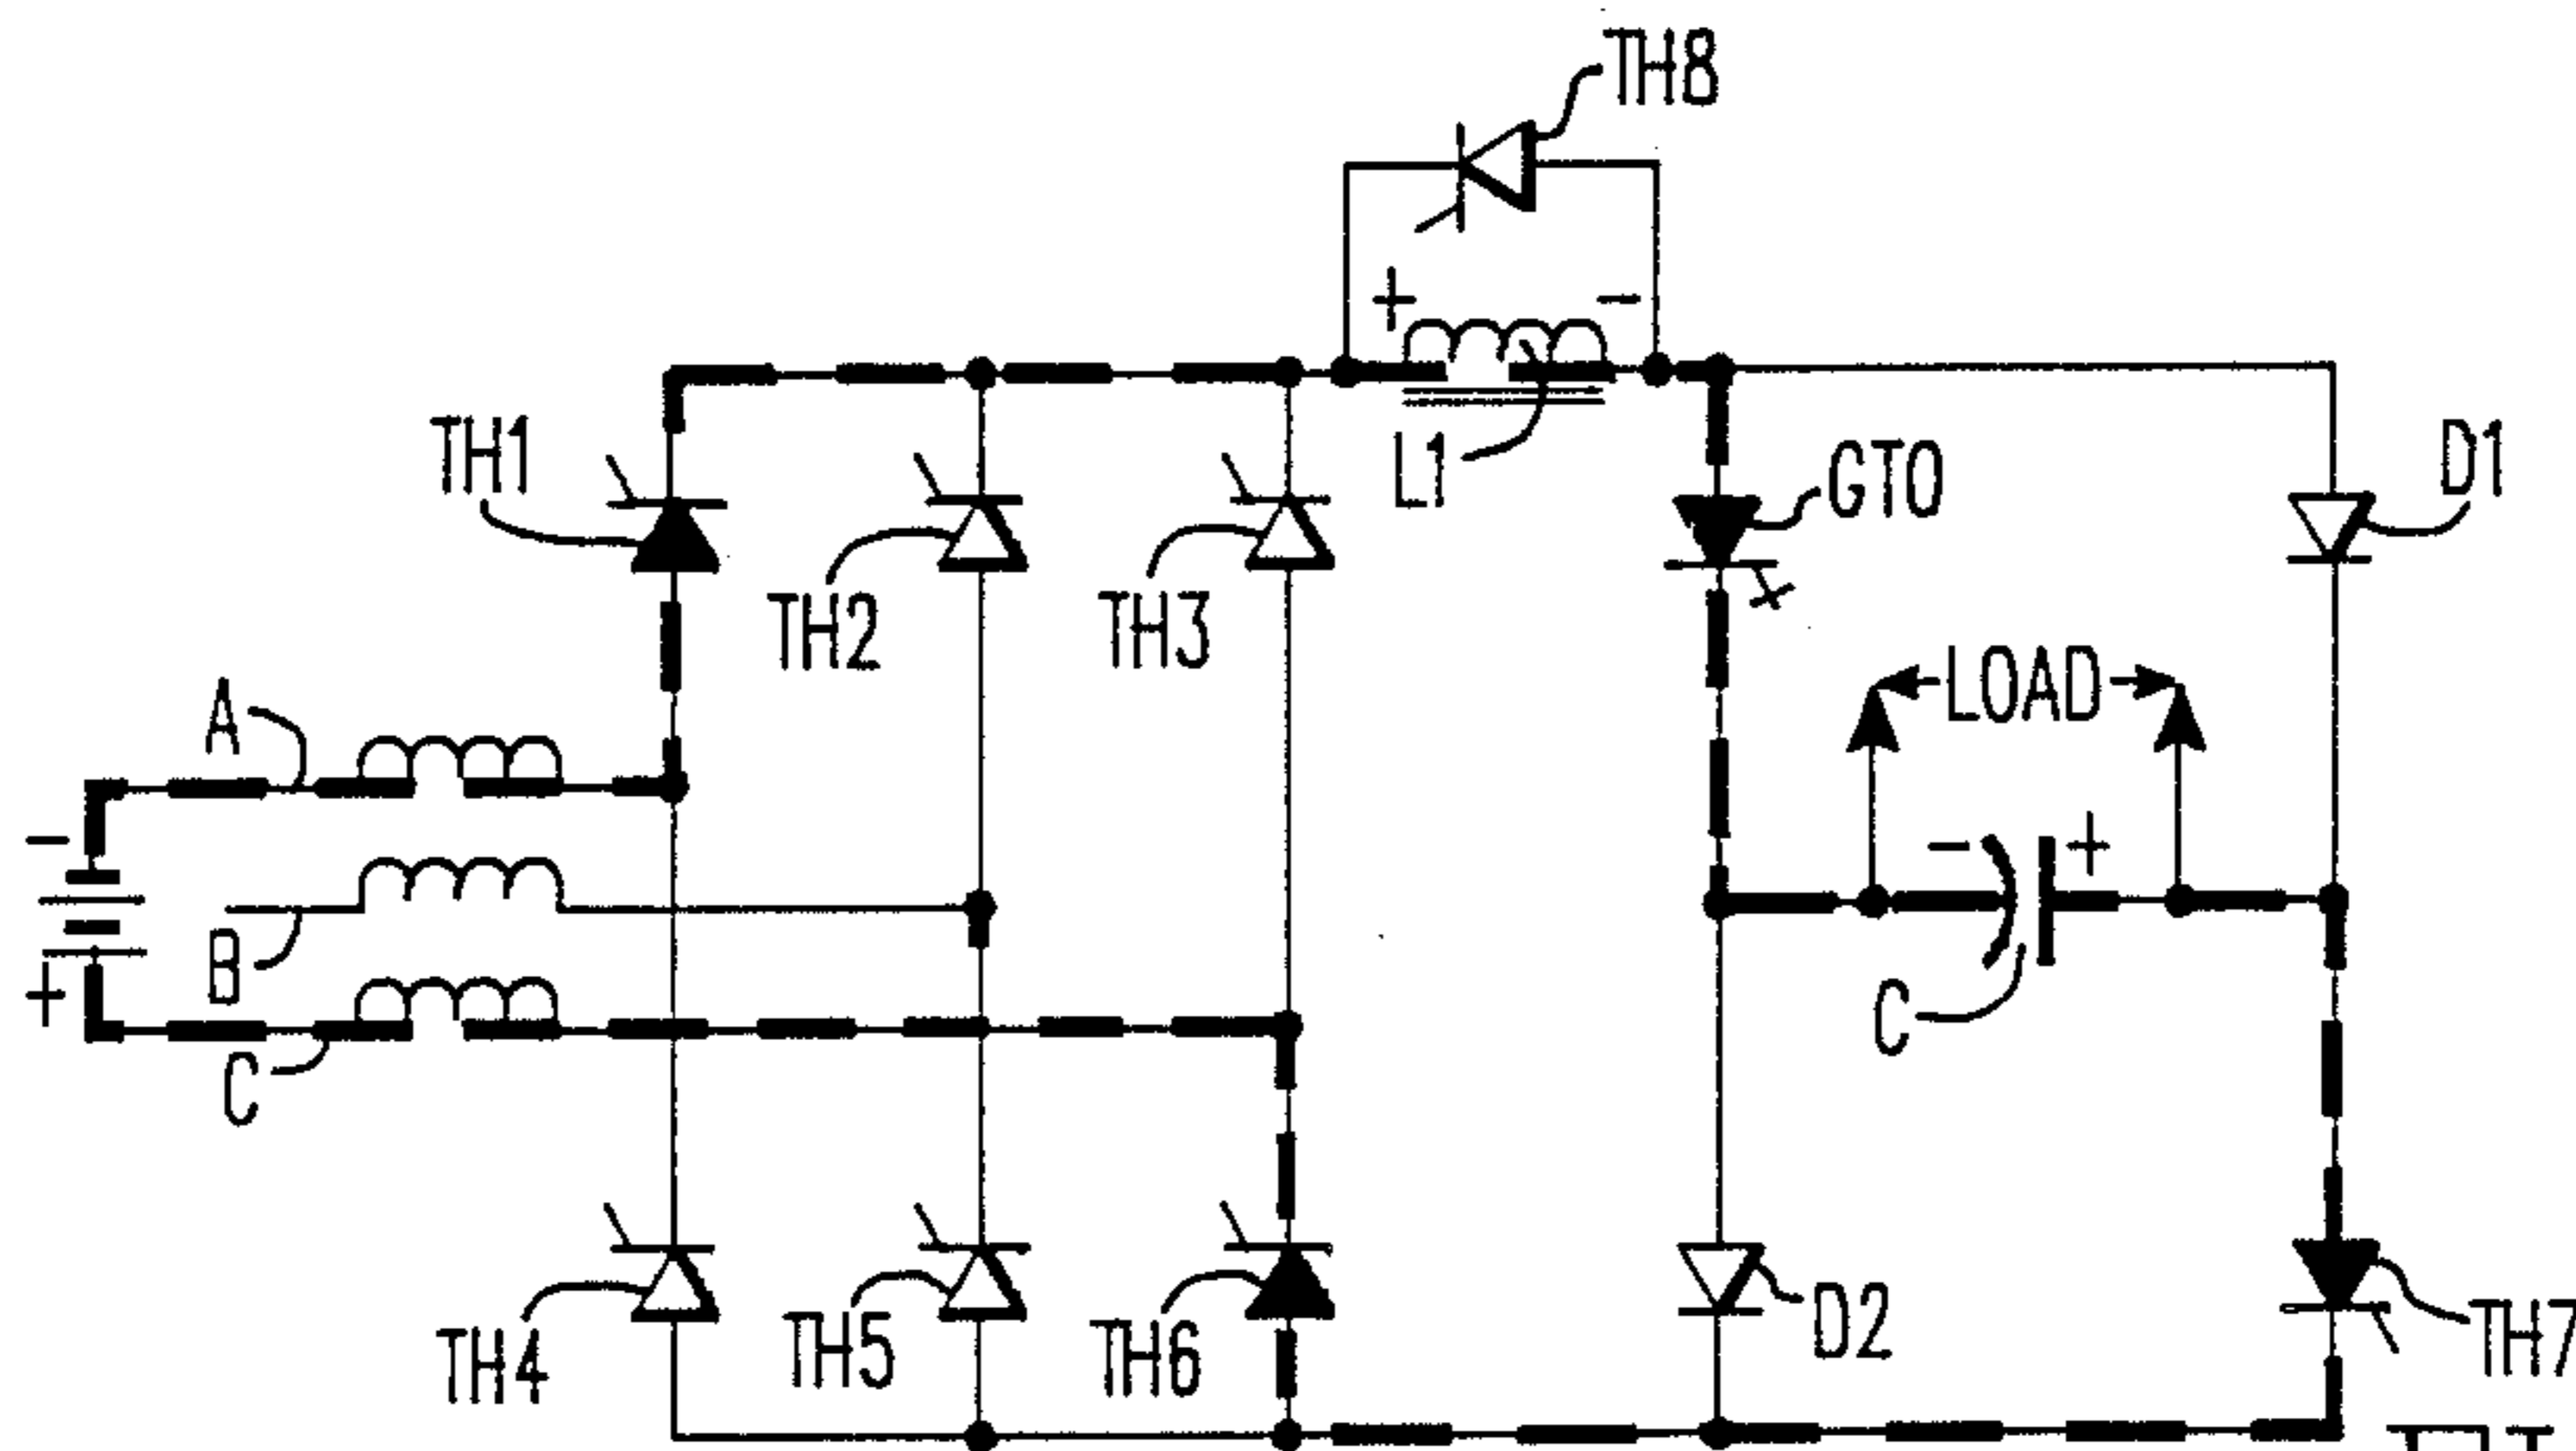 TH8
+ -
L1
TH1
TH2
TH3
GTO
D1
A
LOAD
-
- +
B
+
C
C
TH4
TH5
TH6
D2
TH7